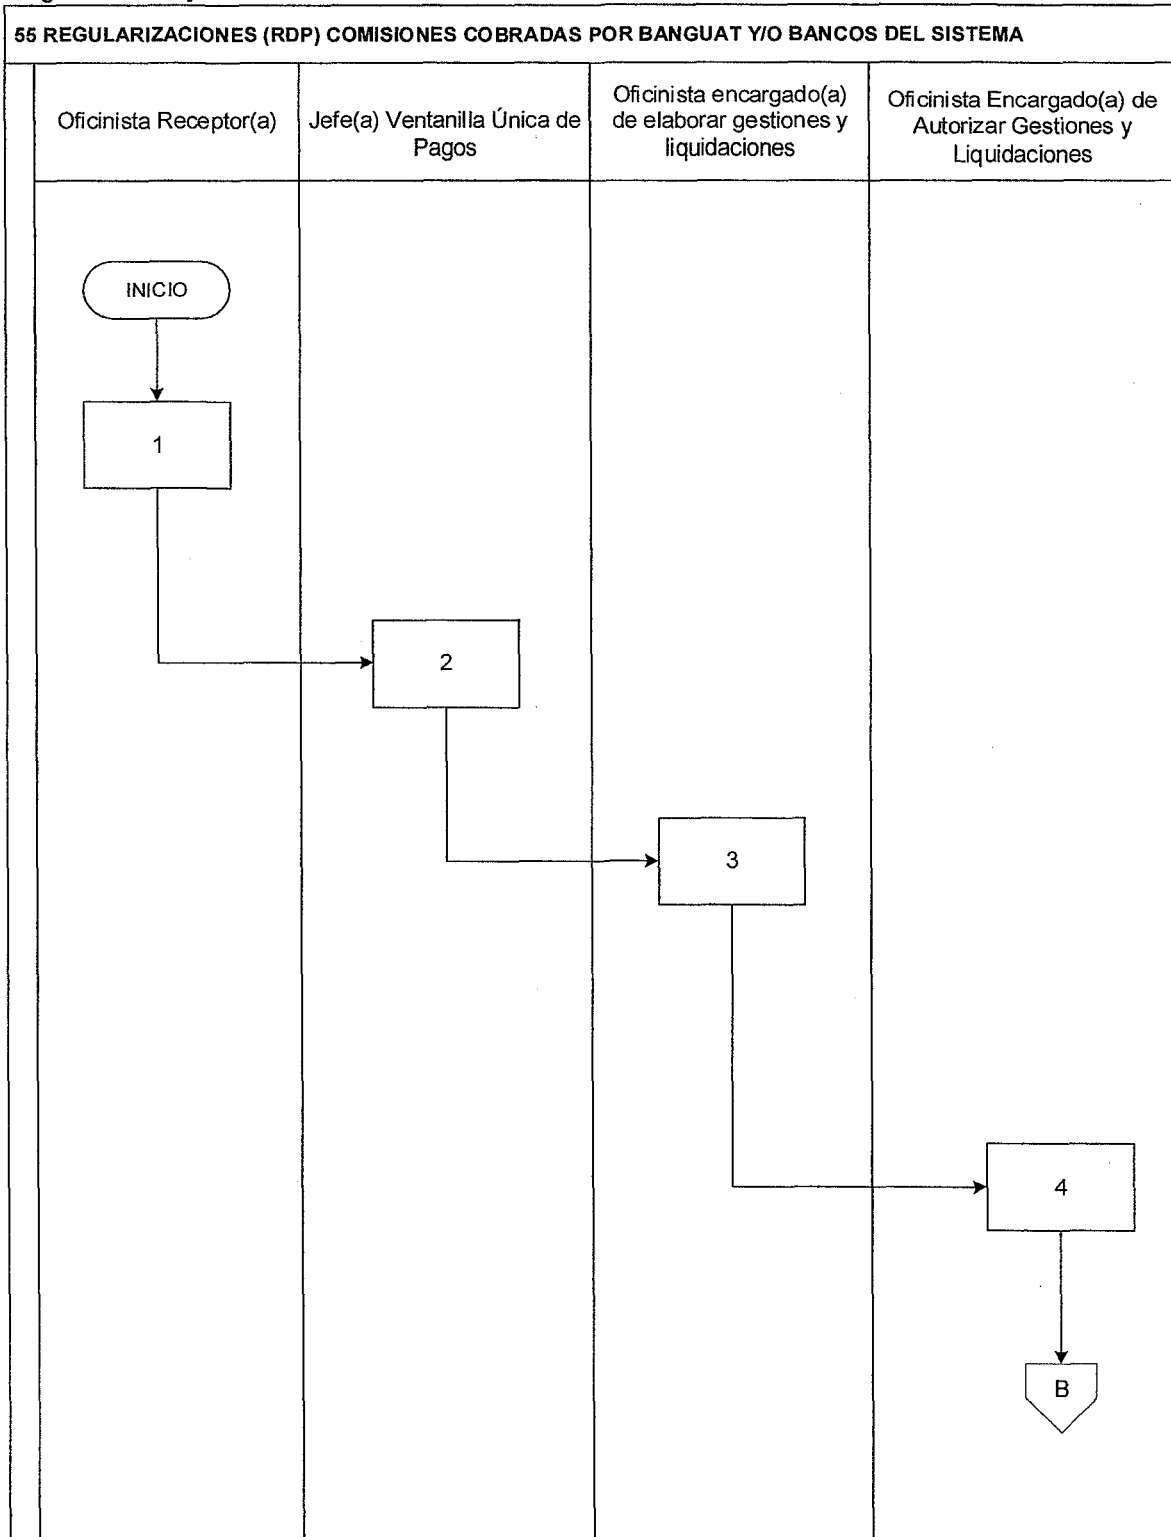 55 REGULARIZACIONES (RDP) COMISIONES COBRADAS POR BANGUAT Y/O BANCOS DEL SISTEMA
Oficinista Receptor(a)
Jefe(a) Ventanilla Única de
Pagos
Oficinista encargado(a)
de elaborar gestiones y
liquidaciones
Oficinista Encargado(a) de
Autorizar Gestiones y
Liquidaciones
INICIO
1
2
3
4
B